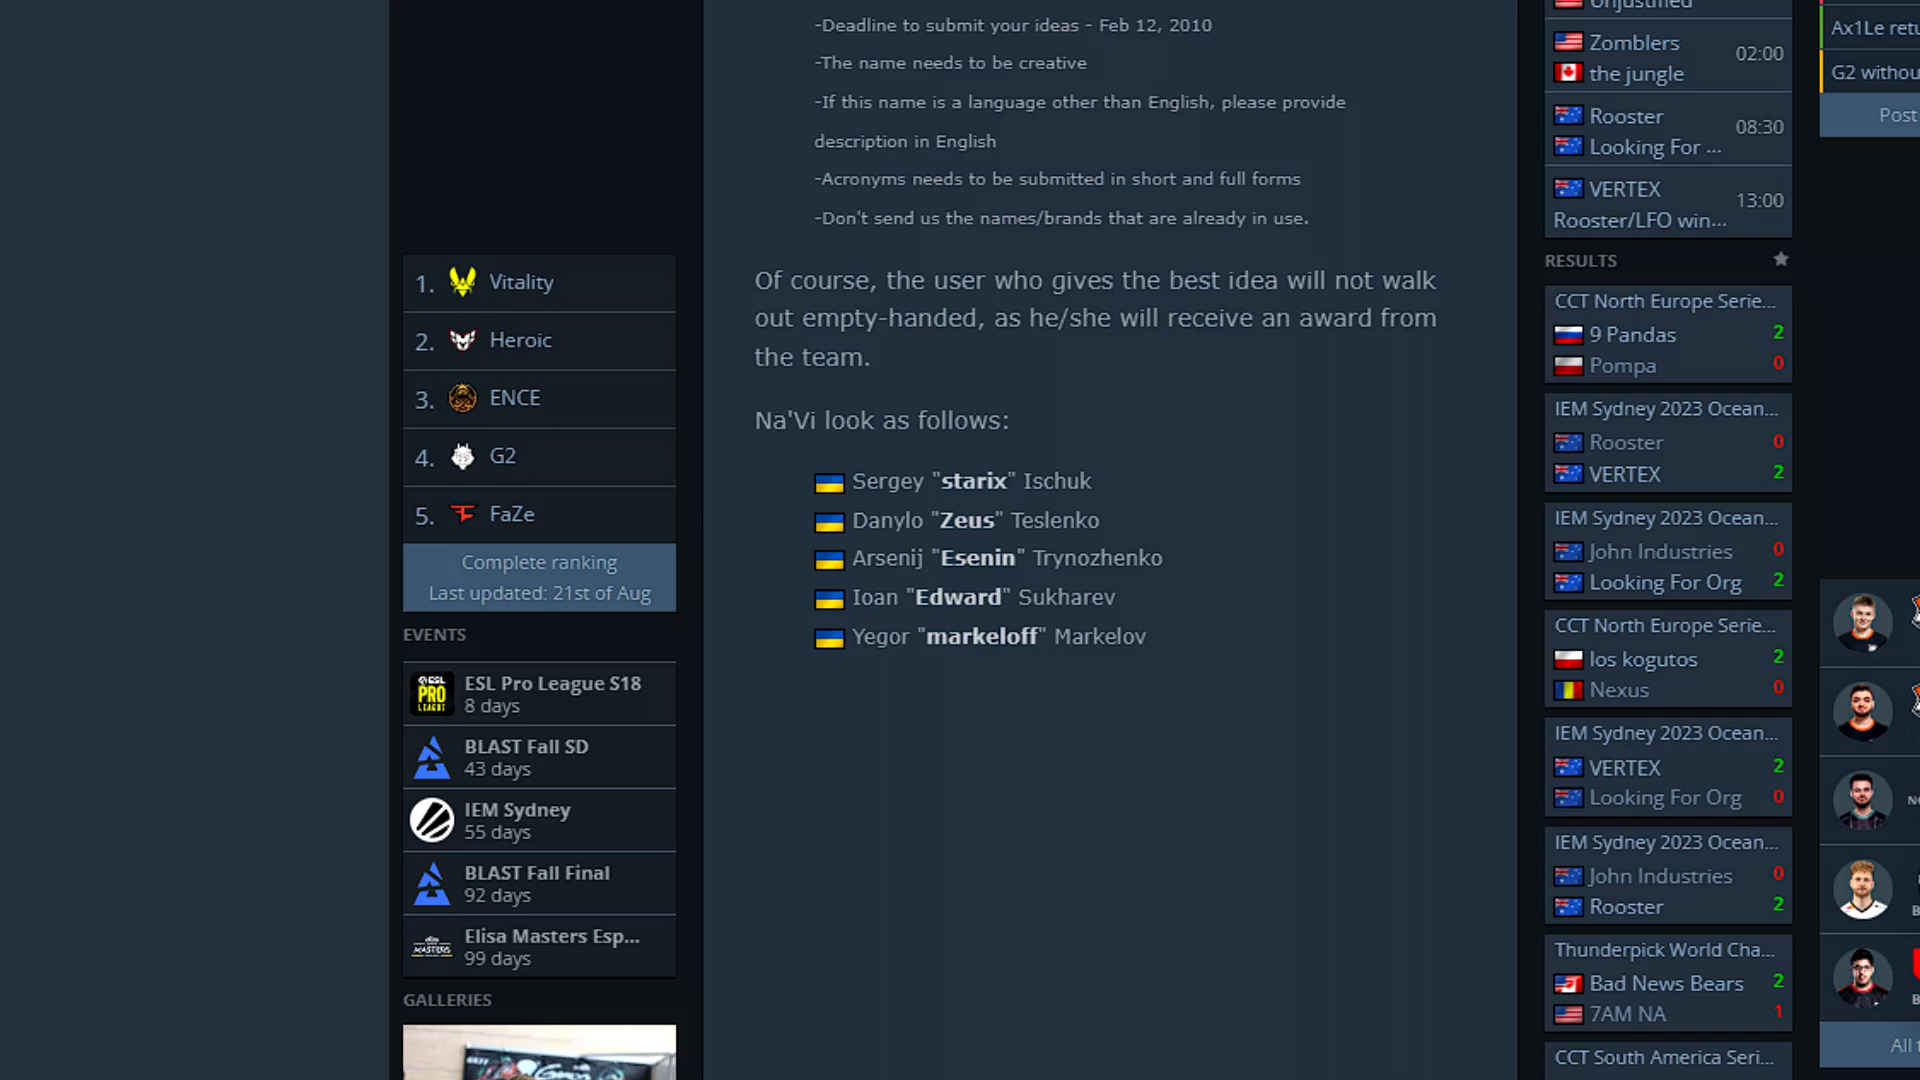 -Deadline to submit your ideas - Feb 12, 2010
-The name needs to be creative
-If this name is a language other than English, please provide
description in English
-Acronyms needs to be submitted in short and full forms
-Don't send us the names/brands that are already in use.
Of course, the user who gives the best idea will not walk
out empty-handed, as he/she will receive an award from
the team.
Na'Vi look as follows:
Sergey "starix" Ischuk
Danylo "Zeus" Teslenko
Arsenij "Esenin" Trynozhenko
Ioan "Edward" Sukharev
Yegor "markeloff" Markelov
1. Vitality
2. Heroic
3. ENCE
4. G2
5. FaZe
Complete ranking
Last updated: 21st of Aug
EVENTS
ESL PRO LEAGUE
ESL Pro League S18
8 days
BLAST Fall SD
43 days
IEM Sydney
55 days
BLAST Fall Final
92 days
MASTERS
Elisa Masters Esp...
99 days
GALLERIES
Unjustified
Zomblers
the jungle
02:00
Rooster
Looking For ...
08:30
VERTEX
Rooster/LFO win...
13:00
RESULTS
CCT North Europe Serie...
9 Pandas 2
Pompa 0
IEM Sydney 2023 Ocean...
Rooster 0
VERTEX 2
IEM Sydney 2023 Ocean...
John Industries 0
Looking For Org 2
CCT North Europe Serie...
los kogutos 2
Nexus 0
IEM Sydney 2023 Ocean...
VERTEX 2
Looking For Org 0
IEM Sydney 2023 Ocean...
John Industries 0
Rooster 2
Thunderpick World Cha...
Bad News Bears 2
7AM NA 1
CCT South America Seri...
Ax1Le retu
G2 withou
Post
All